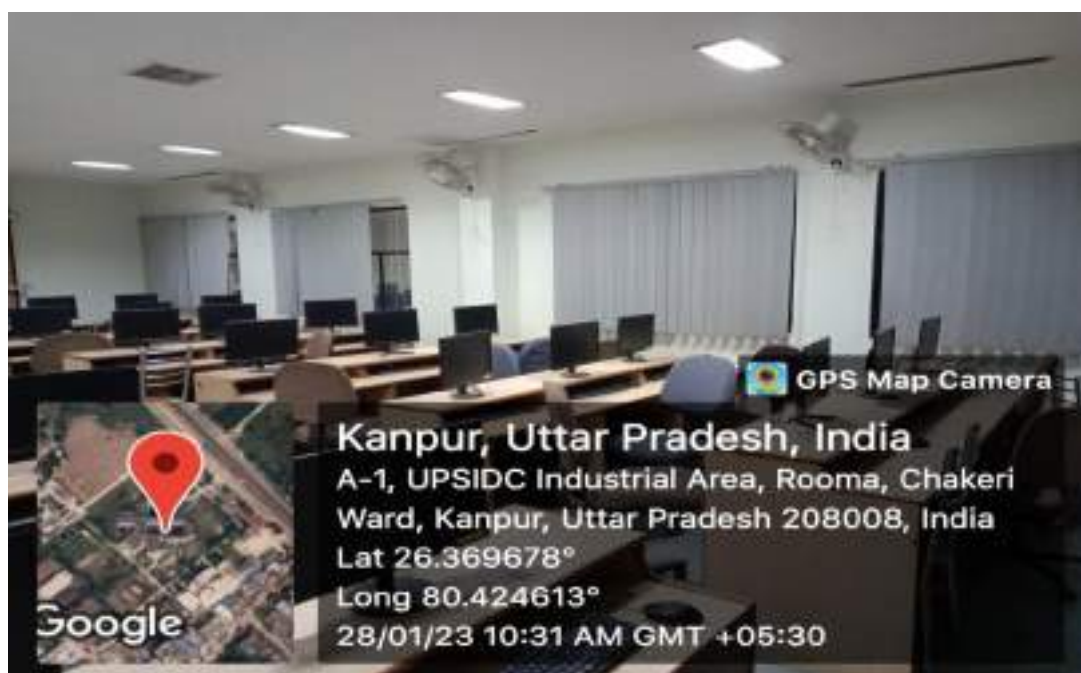 GPS Map Camera
Kanpur, Uttar Pradesh, India
A-1, UPSIDC Industrial Area, Rooma, Chakeri
Ward, Kanpur, Uttar Pradesh 208008, India
Lat 26.369678°
Long 80.424613°
28/01/23 10:31 AM GMT +05:30
Google